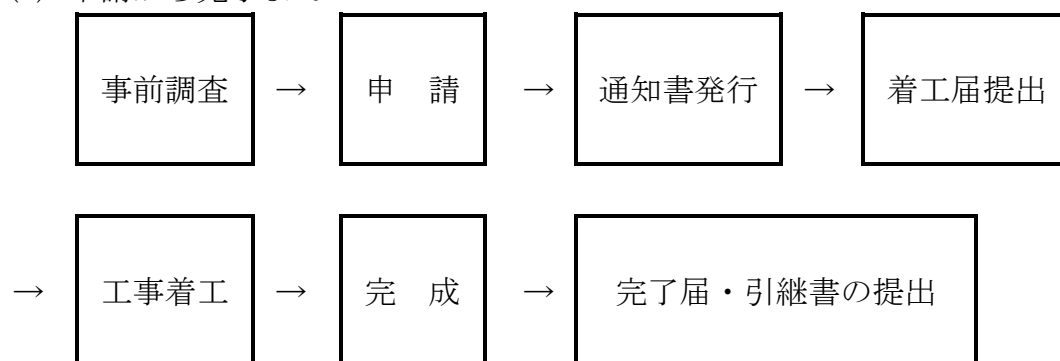 事前調査 → 申　請 → 通知書発行 → 着工届提出
→ 工事着工 → 完　成 → 完了届・引継書の提出